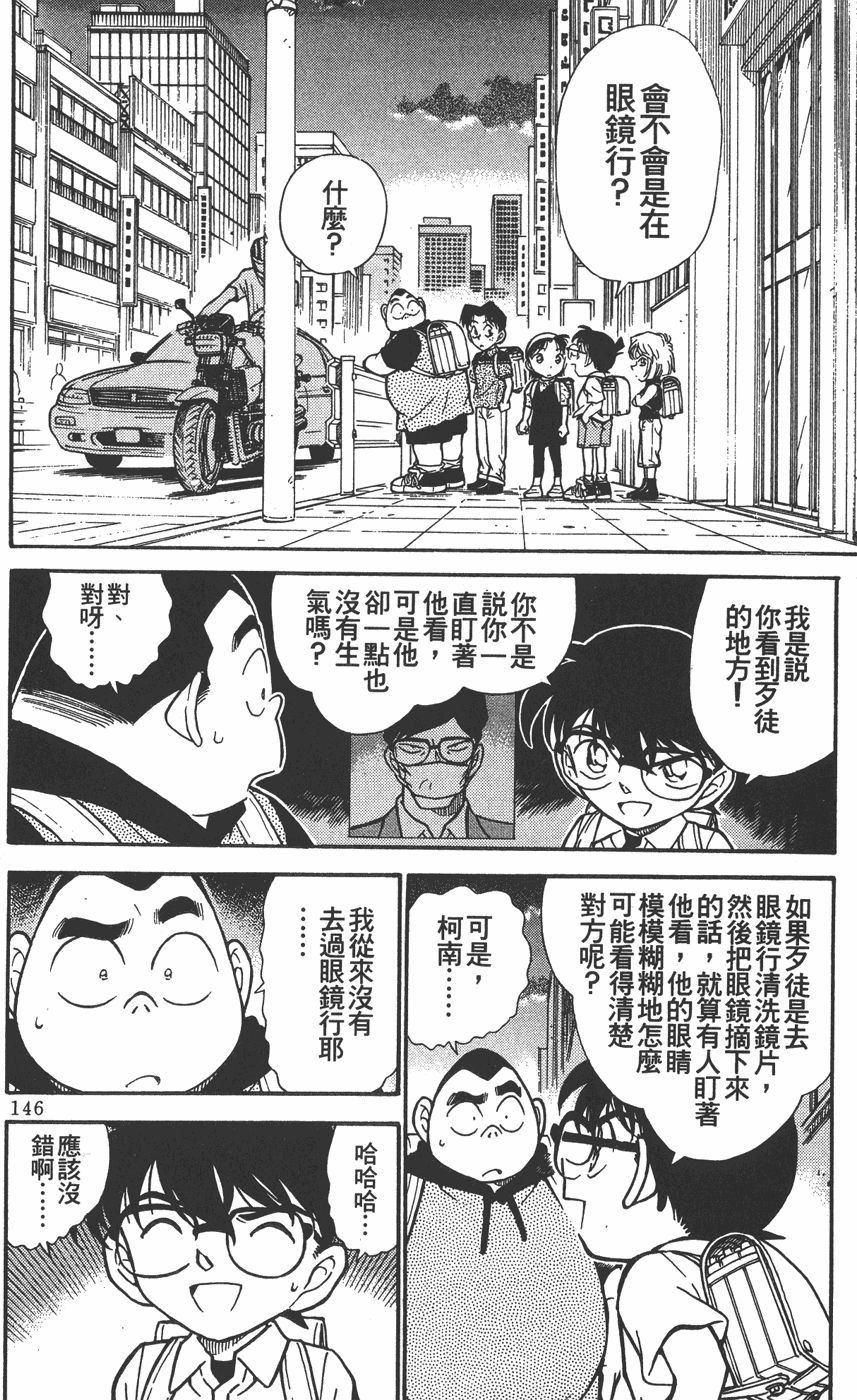 會不會是在
眼鏡行？
什麼？
我是說
你看到歹徒
的地方！
你不是
說你一
直盯著
他看，
可是他
卻一點也
沒有生
氣嗎？
對、
對呀……
如果歹徒是去
眼鏡行清洗鏡片，
然後把眼鏡摘下來
的話，就算有人盯著
他看，他的眼睛
模模糊糊地怎麼
可能看得清楚
對方呢？
可是，
柯南……
我從來沒有
去過眼鏡行耶
……
哈哈哈…
應該沒
錯啊……
146